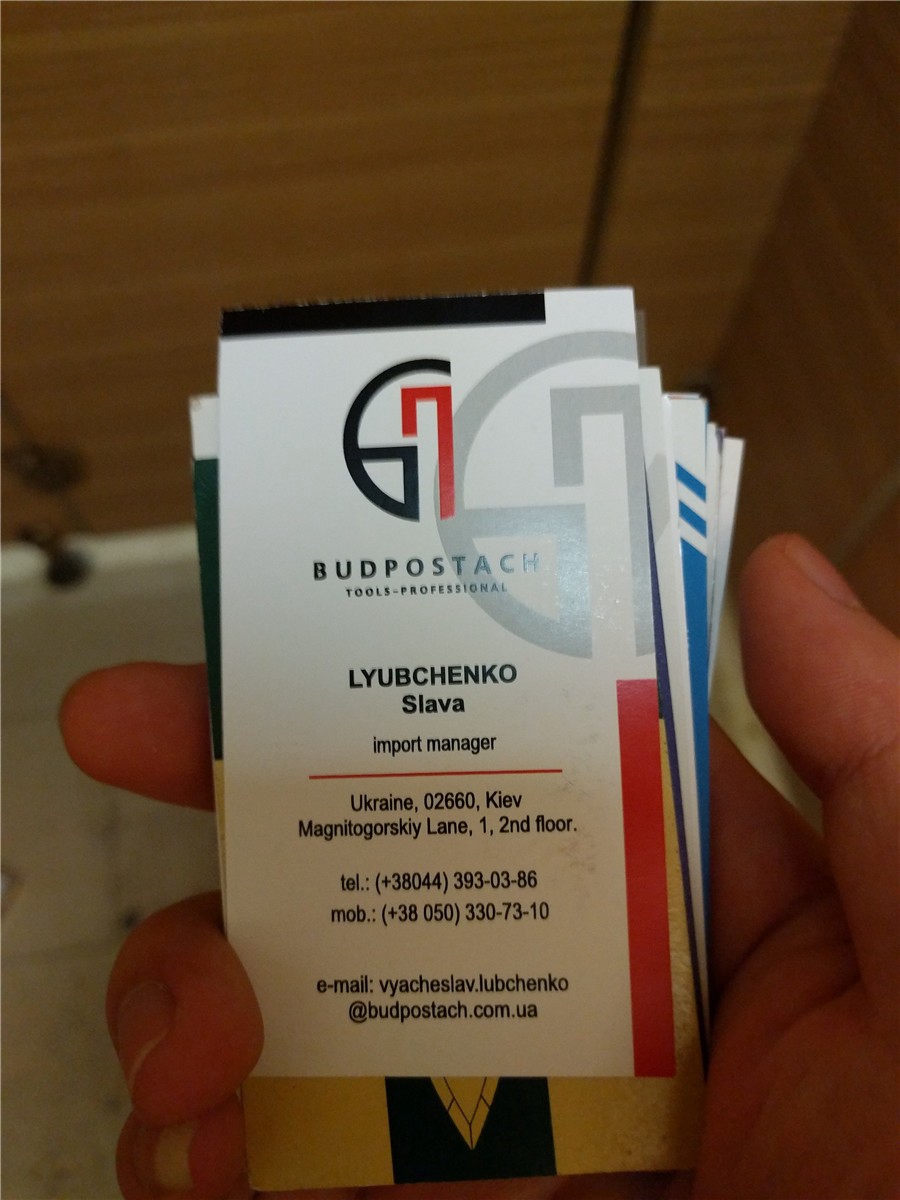 BUDPOSTACH
TOOLS-PROFESSIONAL
LYUBCHENKO
Slava
import manager
Ukraine, 02660, Kiev
Magnitogorskiy Lane, 1, 2nd floor.
tel.: (+38044) 393-03-86
mob.: (+38 050) 330-73-10
e-mail: vyacheslav.lubchenko
@budpostach.com.ua